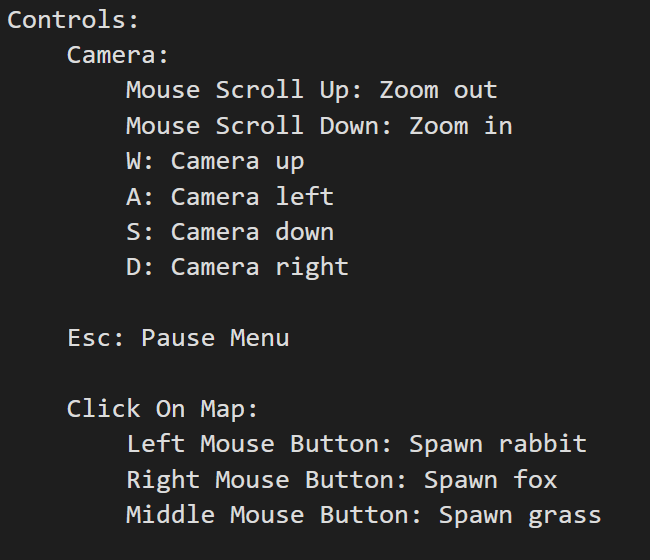 Controls:
Camera:
Mouse Scroll Up: Zoom out
Mouse Scroll Down: Zoom in
W: Camera up
A: Camera left
S: Camera down
D: Camera right
Esc: Pause Menu
Click On Map:
Left Mouse Button: Spawn rabbit
Right Mouse Button: Spawn fox
Middle Mouse Button: Spawn grass